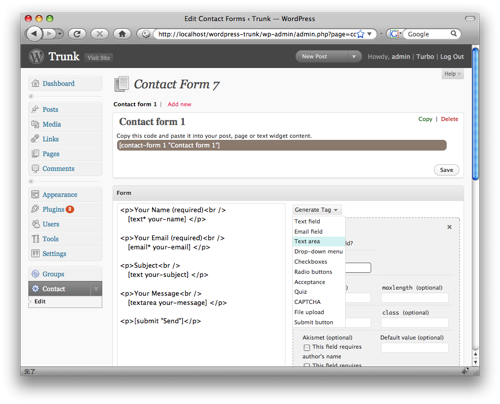 Edit Contact Forms ‹ Trunk — WordPress
http://localhost/wordpress-trunk/wp-admin/admin.php?page=co
Google
Trunk
Visit Site
New Post
Howdy, admin | Turbo | Log Out
Help
Dashboard
Posts
Media
Links
Pages
Comments
Appearance
Plugins 2
Users
Tools
Settings
Groups
Contact
Edit
Contact Form 7
Contact form 1 | Add new
Contact form 1
Copy | Delete
Copy this code and paste it into your post, page or text widget content.
[contact-form 1 "Contact form 1"]
Save
Form
<p>Your Name (required)<br />
[text* your-name] </p>
<p>Your Email (required)<br />
[email* your-email] </p>
<p>Subject<br />
[text your-subject] </p>
<p>Your Message<br />
[textarea your-message] </p>
<p>[submit "Send"]</p>
Generate Tag
Text field
Email field
Text area
Drop-down menu
Checkboxes
Radio buttons
Acceptance
Quiz
CAPTCHA
File upload
Submit button
ld?
maxlength (optional)
class (optional)
Akismet (optional)
This field requires
author's name
This field requires
Default value (optional)
完了